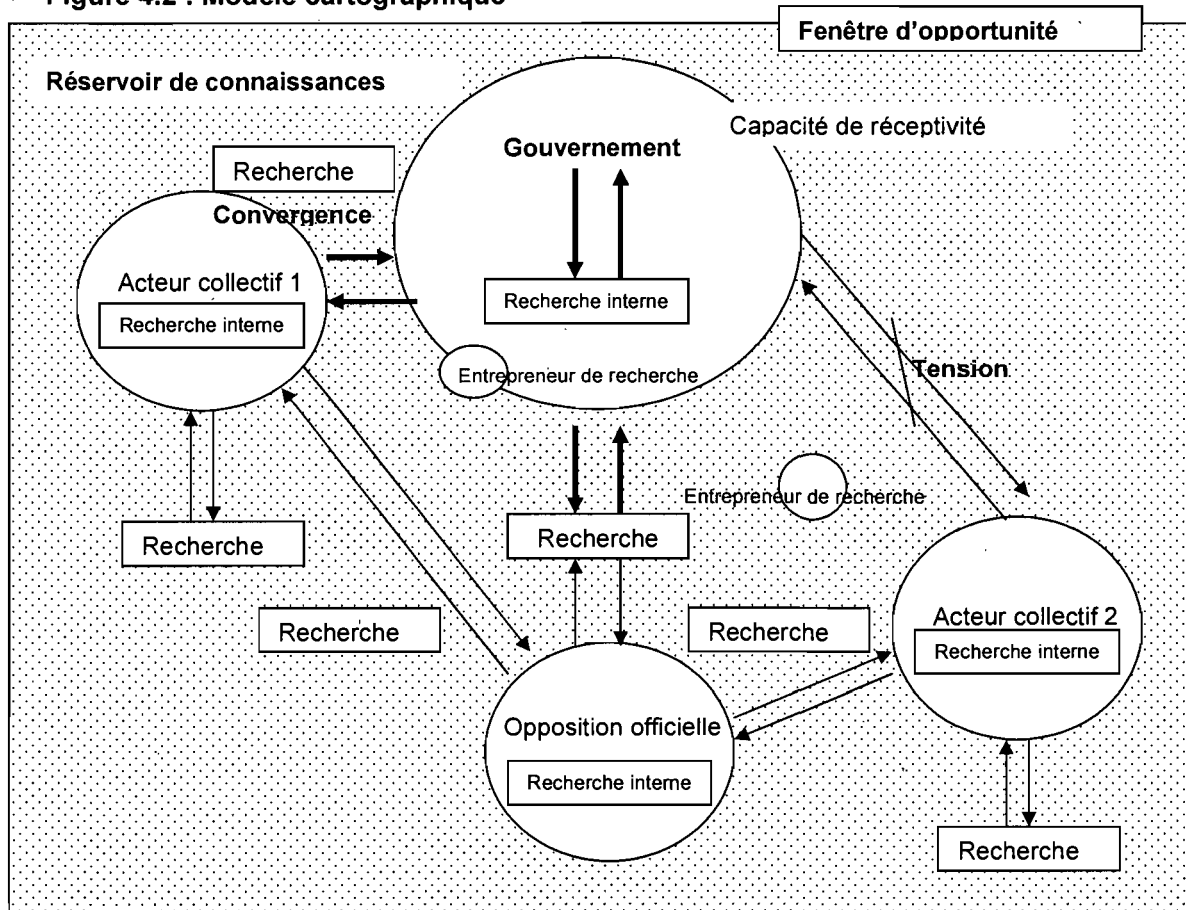 Figure 4.2 : Modèle cartographique
Fenêtre d'opportunité
Réservoir de connaissances
Capacité de réceptivité
Gouvernement
Recherche
Convergence
Acteur collectif 1
Recherche interne
Recherche interne
Entrepreneur de recherche
Tension
Entrepreneur de recherche
Recherche
Recherche
Recherche
Recherche
Acteur collectif 2
Recherche interne
Opposition officielle
Recherche interne
Recherche